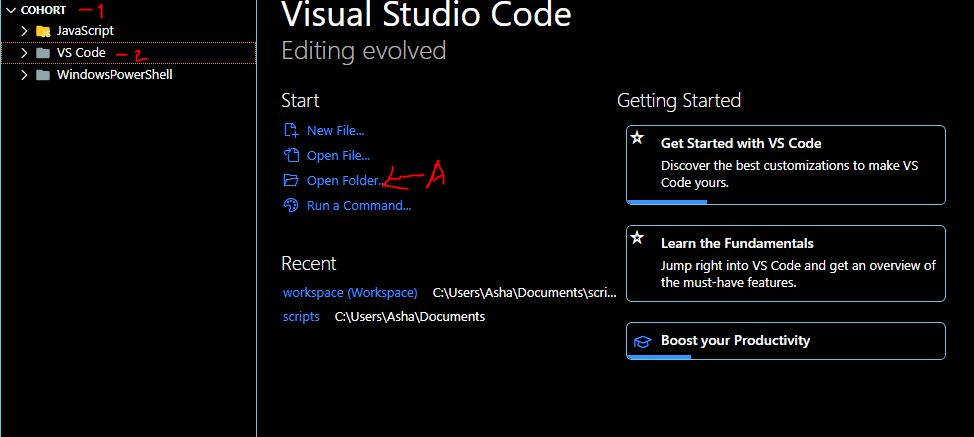 COHORT - 1
JavaScript
VS Code - 2
WindowsPowerShell
Visual Studio Code
Editing evolved
Start
New File...
Open File...
Open Folder... A
Run a Command...
Recent
workspace (Workspace) C:\Users\Asha\Documents\scri...
scripts C:\Users\Asha\Documents
Getting Started
Get Started with VS Code
Discover the best customizations to make VS
Code yours.
Learn the Fundamentals
Jump right into VS Code and get an overview of
the must-have features.
Boost your Productivity